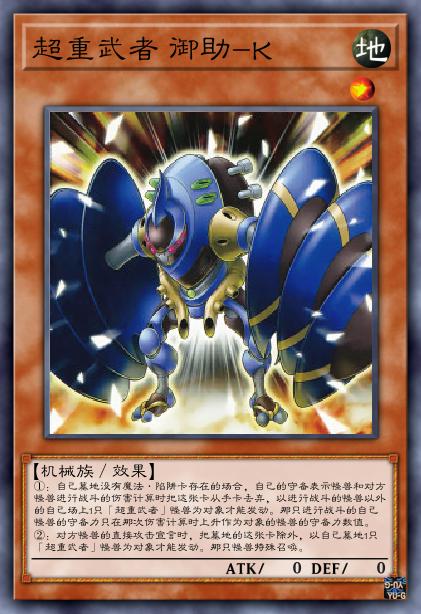 超重武者 御助–K
地
【机械族／效果】
①：自己墓地没有魔法·陷阱卡存在的场合，自己的守备表示怪兽和对方
怪兽进行战斗的伤害计算时把这张卡从手卡丢弃，以进行战斗的怪兽以外
的自己场上1只「超重武者」怪兽为对象才能发动。那只进行战斗的自己
怪兽的守备力只在那次伤害计算时上升作为对象的怪兽的守备力数值。
②：对方怪兽的直接攻击宣言时，把墓地的这张卡除外，以自己墓地1只
「超重武者」怪兽为对象才能发动。那只怪兽特殊召唤。
ATK/ 0 DEF/ 0